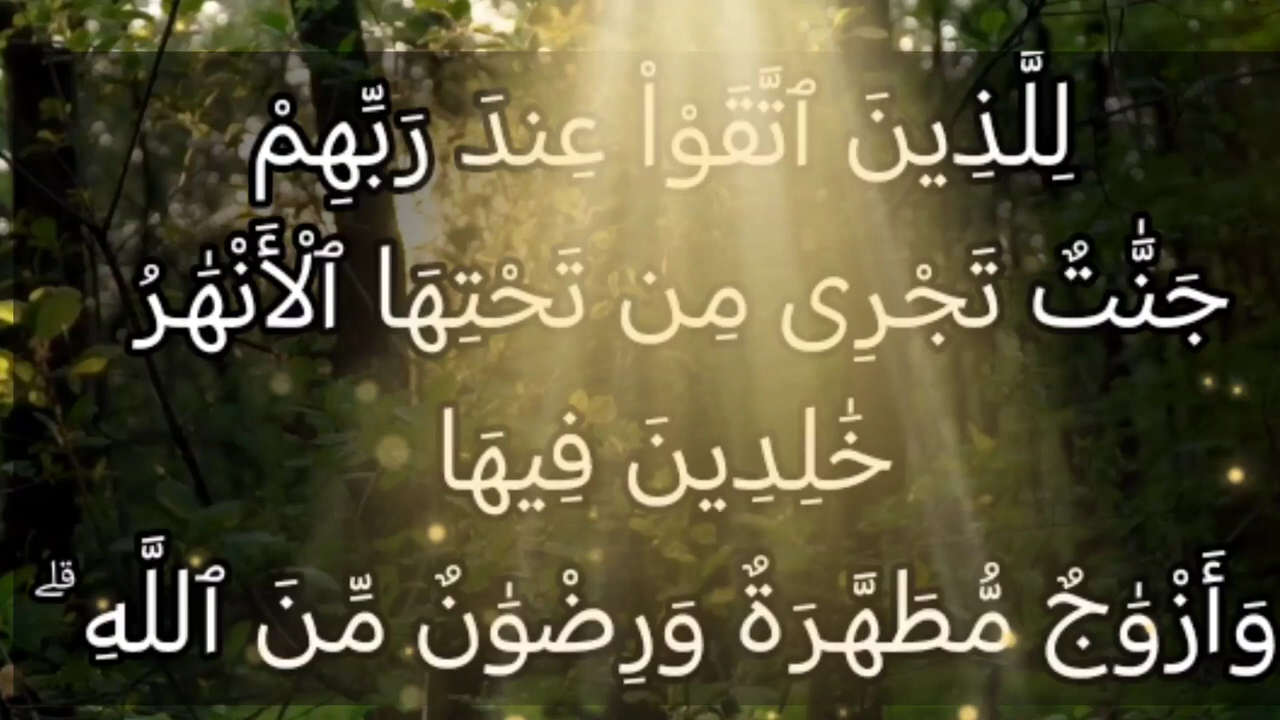 لِلَّذِينَ ٱتَّقَوْا۟ عِندَ رَبِّهِمْ
جَنَّٰتٌ تَجْرِى مِن تَحْتِهَا ٱلْأَنْهَٰرُ
خَٰلِدِينَ فِيهَا
وَأَزْوَٰجٌ مُّطَهَّرَةٌ وَرِضْوَٰنٌ مِّنَ ٱللَّهِ ۗ